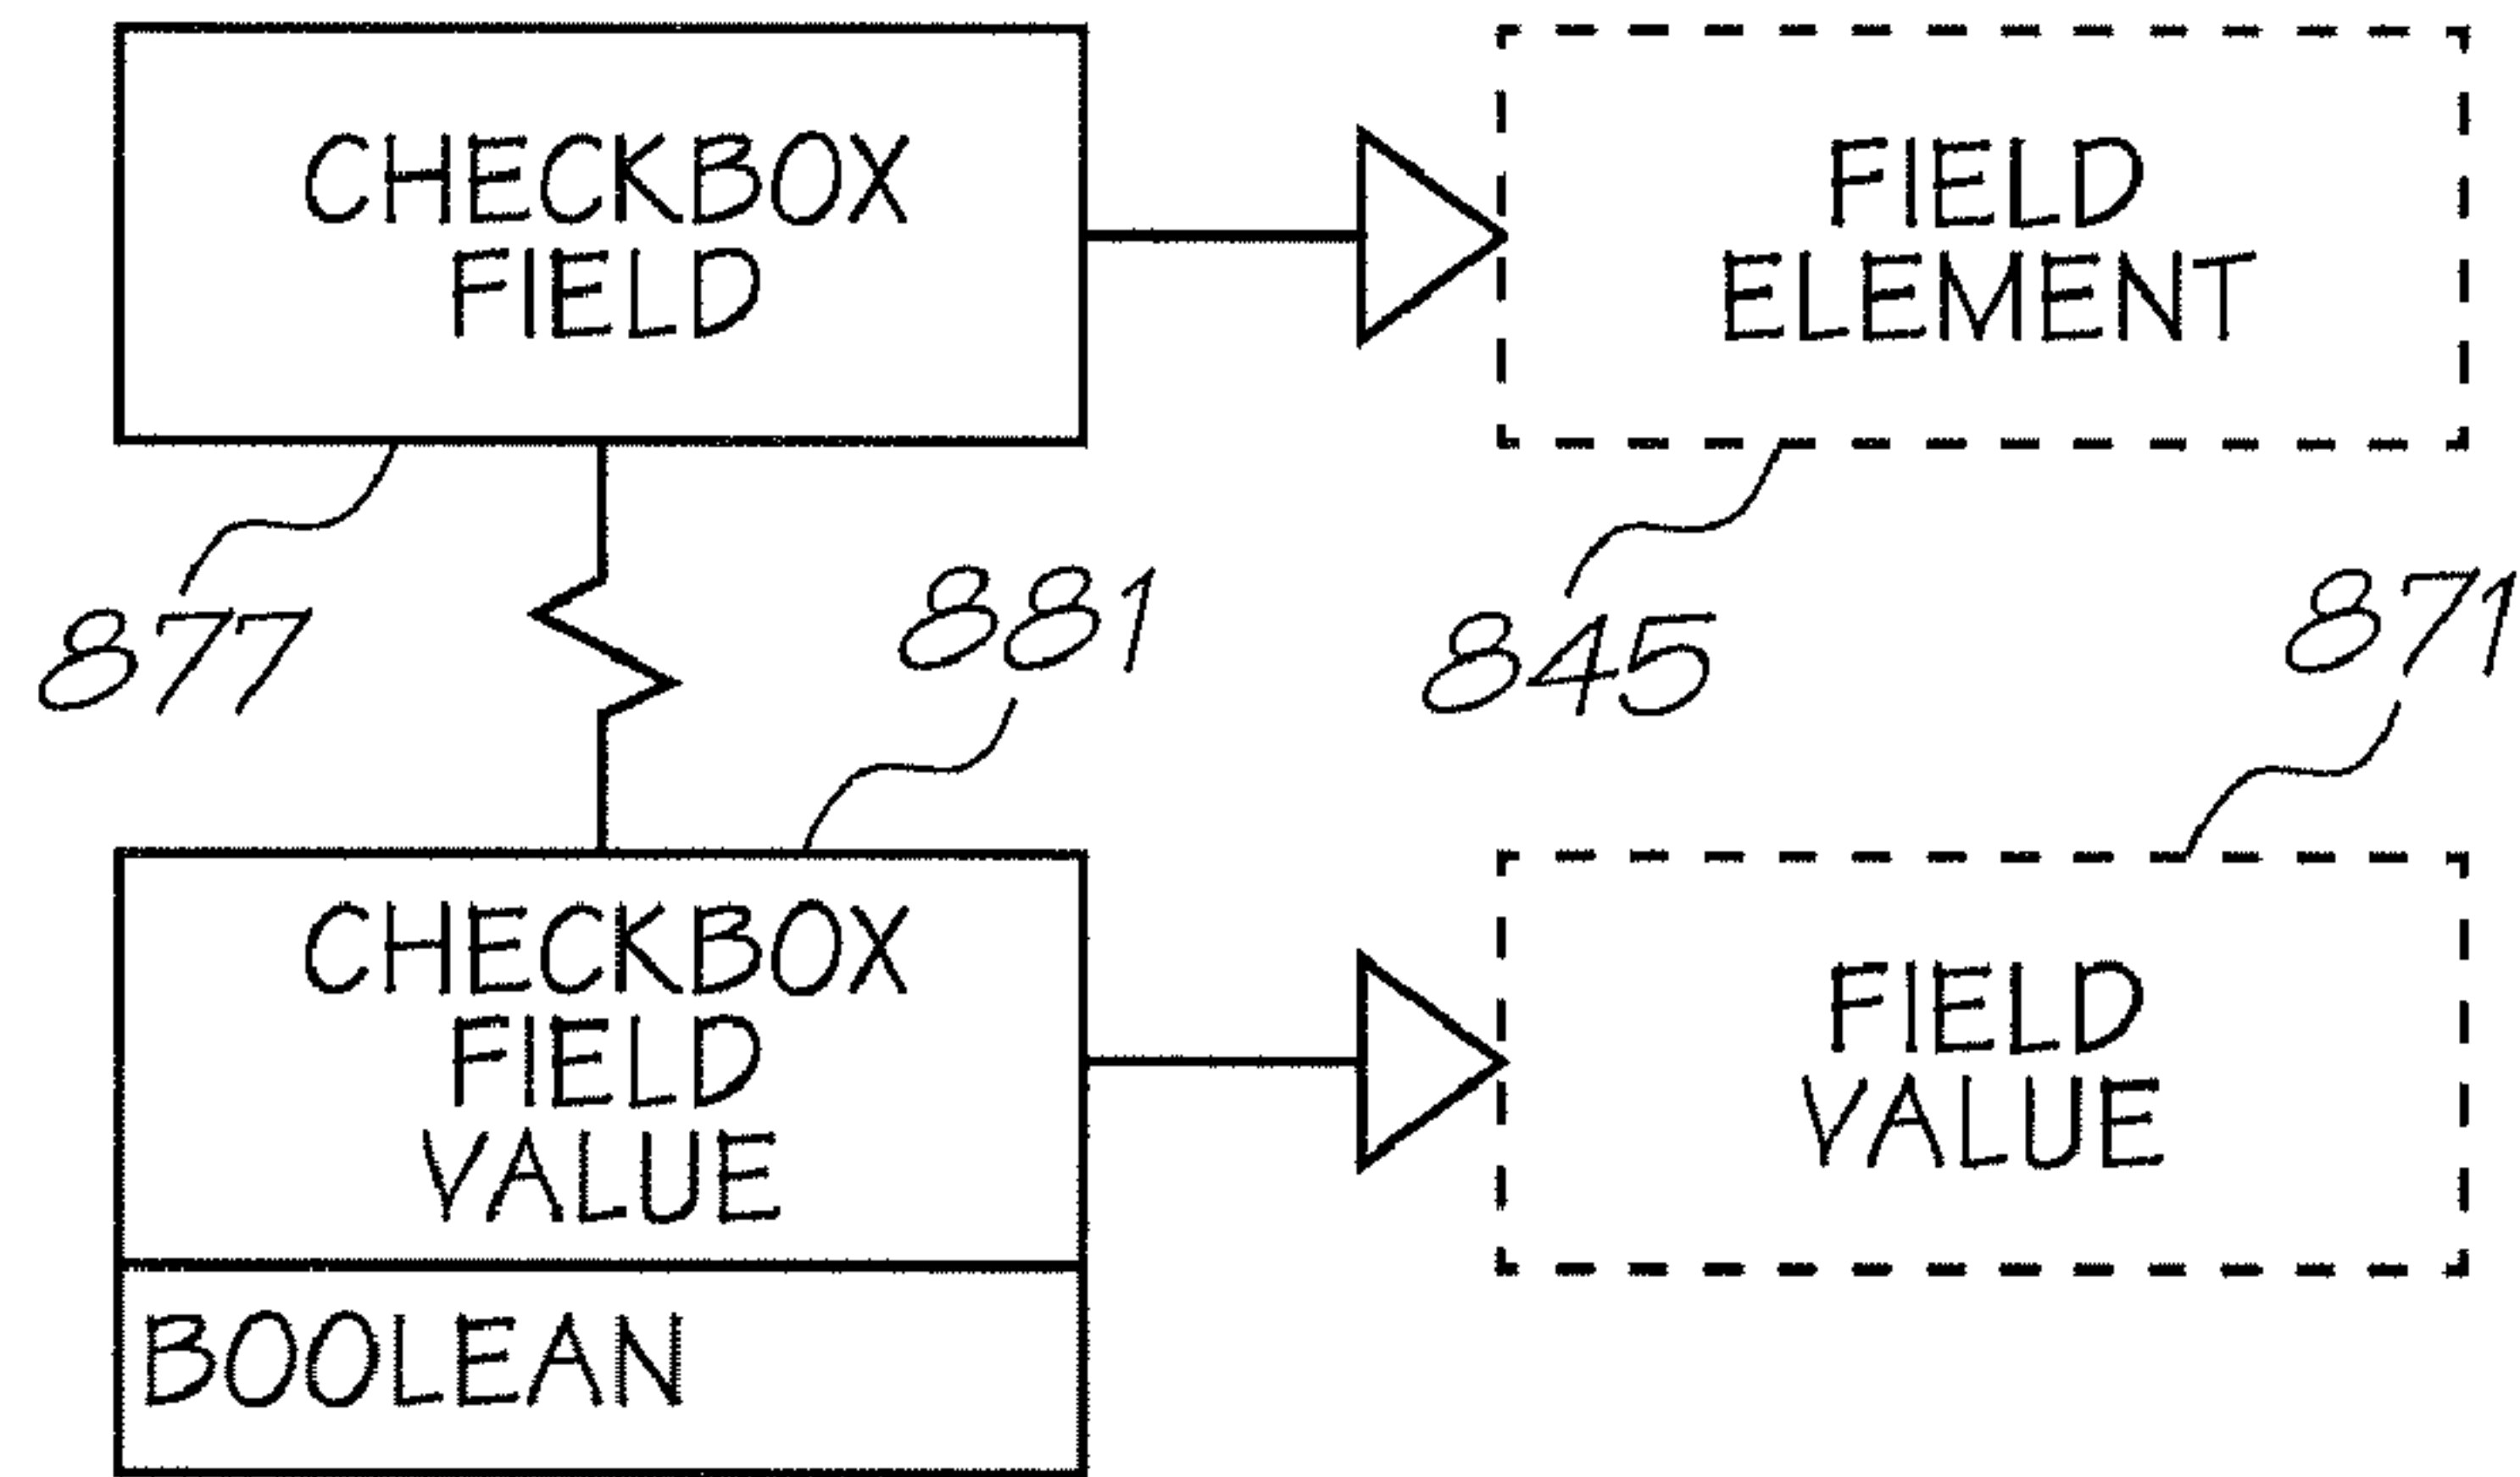 CHECKBOX
FIELD
FIELD
ELEMENT
877
881
845
871
CHECKBOX
FIELD
VALUE
FIELD
VALUE
BOOLEAN